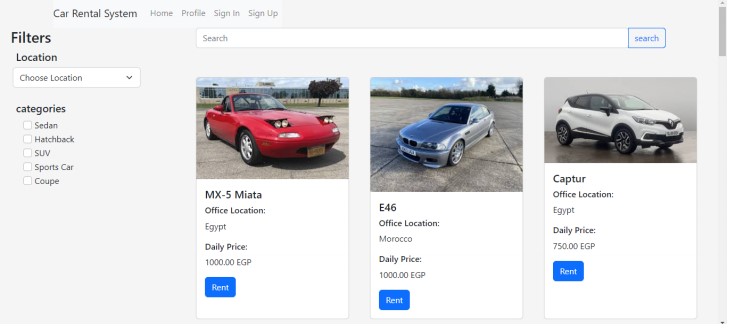 Car Rental System Home Profile Sign In Sign Up
Filters
Location
Choose Location
categories
Sedan
Hatchback
SUV
Sports Car
Coupe
Search
search
MX-5 Miata
Office Location:
Egypt
Daily Price:
1000.00 EGP
Rent
E46
Office Location:
Morocco
Daily Price:
1000.00 EGP
Rent
Captur
Office Location:
Egypt
Daily Price:
750.00 EGP
Rent